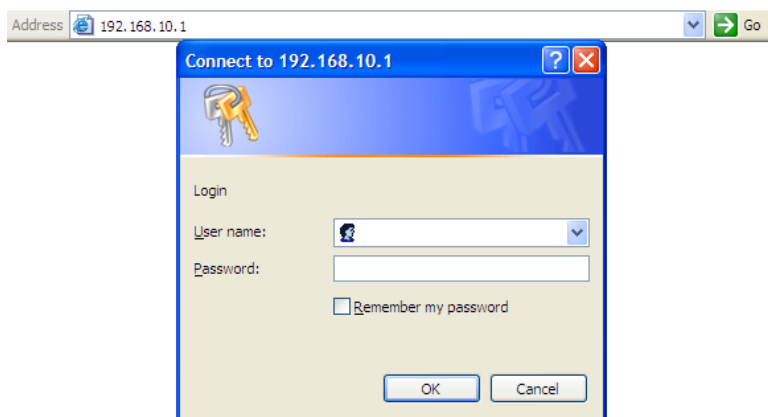 Address 192.168.10.1 Go
Connect to 192.168.10.1 ?
Login
User name:
Password:
Remember my password
OK Cancel